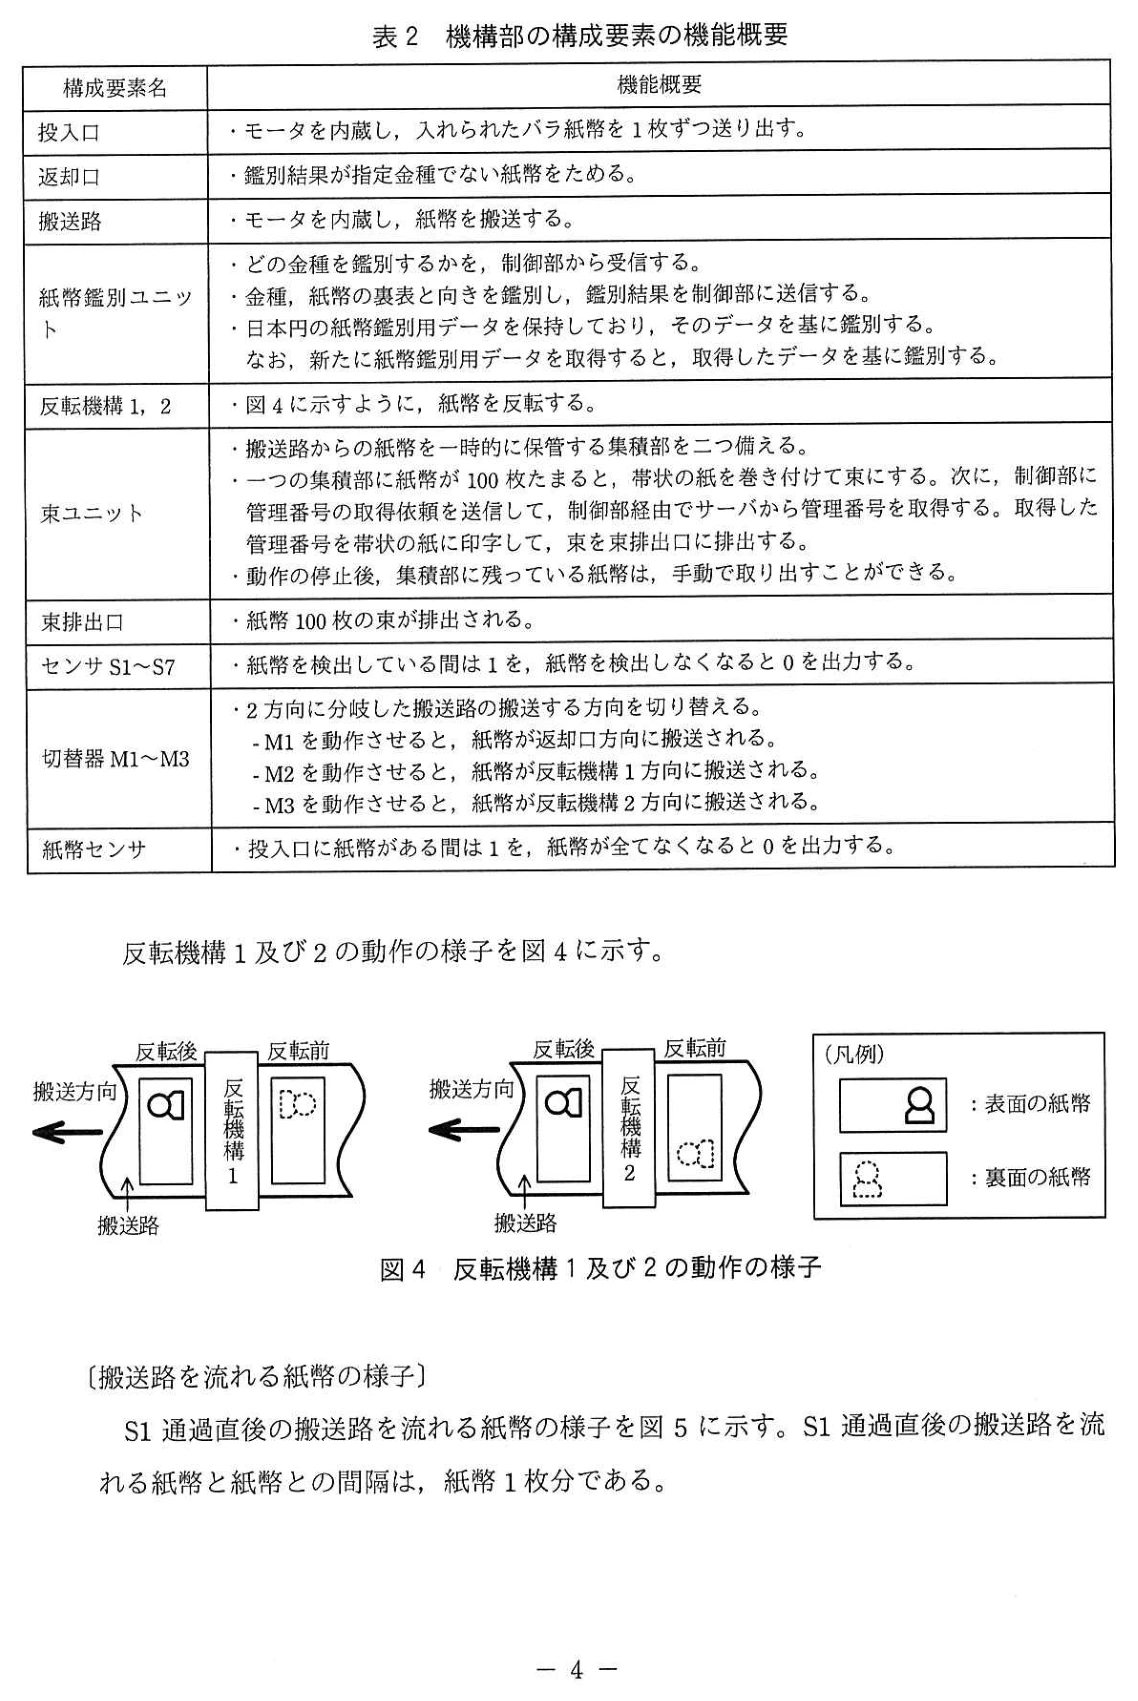 表 2　機構部の構成要素の機能概要
構成要素名　機能概要
投入口　・モータを内蔵し，入れられたバラ紙幣を 1 枚ずつ送り出す。
返却口　・鑑別結果が指定金種でない紙幣をためる。
搬送路　・モータを内蔵し，紙幣を搬送する。
紙幣鑑別ユニッ
ト
・どの金種を鑑別するかを，制御部から受信する。
・金種，紙幣の裏表と向きを鑑別し，鑑別結果を制御部に送信する。
・日本円の紙幣鑑別用データを保持しており，そのデータを基に鑑別する。
なお，新たに紙幣鑑別用データを取得すると，取得したデータを基に鑑別する。
反転機構 1，2　・図 4 に示すように，紙幣を反転する。
束ユニット
・搬送路からの紙幣を一時的に保管する集積部を二つ備える。
・一つの集積部に紙幣が 100 枚たまると，帯状の紙を巻き付けて束にする。次に，制御部に
管理番号の取得依頼を送信して，制御部経由でサーバから管理番号を取得する。取得した
管理番号を帯状の紙に印字して，束を束排出口に排出する。
・動作の停止後，集積部に残っている紙幣は，手動で取り出すことができる。
束排出口　・紙幣 100 枚の束が排出される。
センサ S1～S7　・紙幣を検出している間は 1 を，紙幣を検出しなくなると 0 を出力する。
切替器 M1～M3
・2 方向に分岐した搬送路の搬送する方向を切り替える。
- M1 を動作させると，紙幣が返却口方向に搬送される。
- M2 を動作させると，紙幣が反転機構 1 方向に搬送される。
- M3 を動作させると，紙幣が反転機構 2 方向に搬送される。
紙幣センサ　・投入口に紙幣がある間は 1 を，紙幣が全てなくなると 0 を出力する。
反転機構 1 及び 2 の動作の様子を図 4 に示す。
反転後　反転前
搬送方向
反転機構1
搬送路
反転後　反転前
搬送方向
反転機構2
搬送路
（凡例）
：表面の紙幣
：裏面の紙幣
図 4　反転機構 1 及び 2 の動作の様子
〔搬送路を流れる紙幣の様子〕
S1 通過直後の搬送路を流れる紙幣の様子を図 5 に示す。S1 通過直後の搬送路を流
れる紙幣と紙幣との間隔は，紙幣 1 枚分である。
－ 4 －